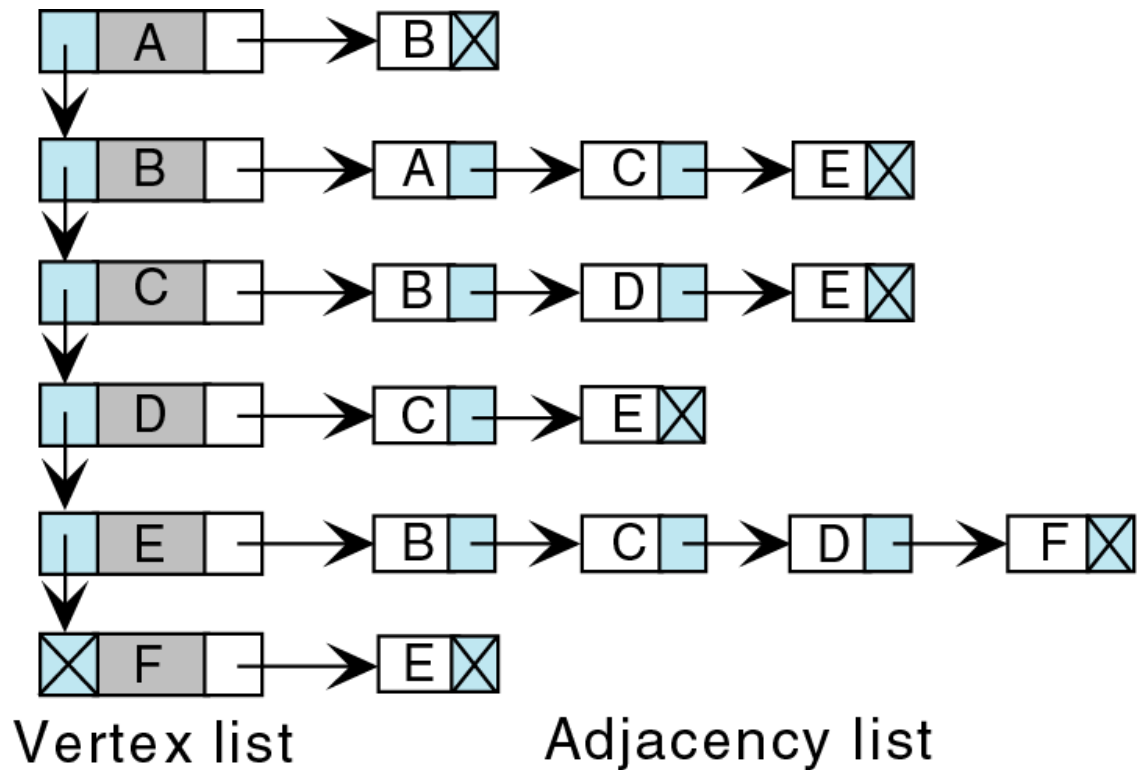 A B
B A C E
C B D E
D C E
E B C D F
F E
Vertex list Adjacency list